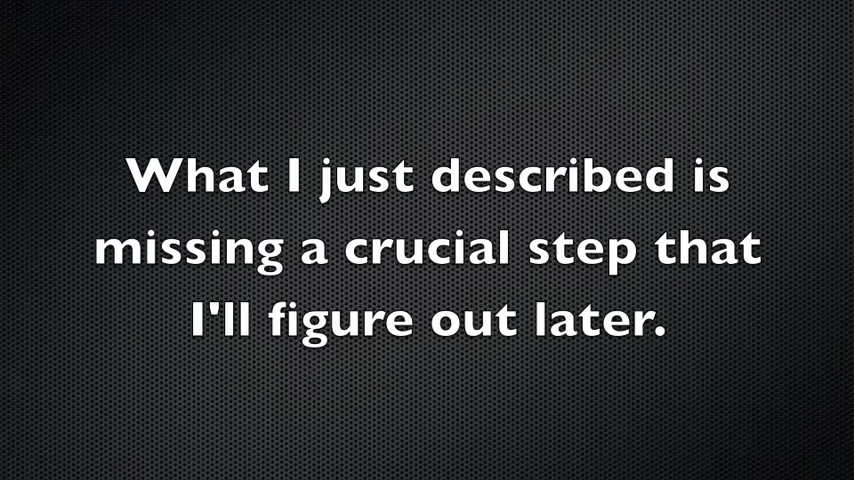 What I just described is
missing a crucial step that
I'll figure out later.